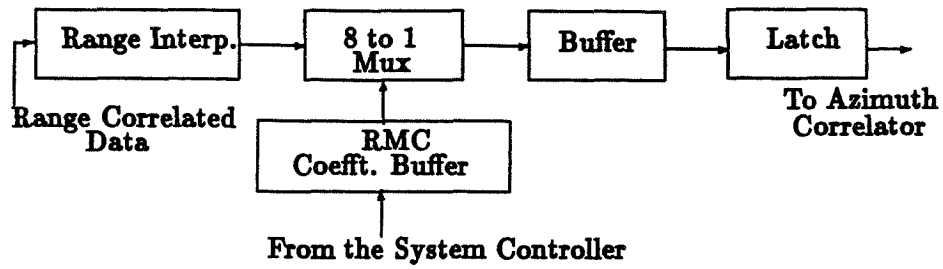 Range Interp.
8 to 1
Mux
Buffer
Latch
Range Correlated
Data
To Azimuth
Correlator
RMC
Coefft. Buffer
From the System Controller